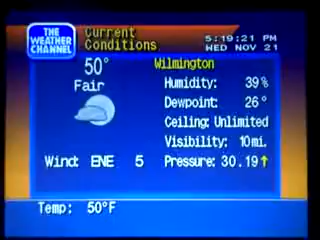 THE
WEATHER
CHANNEL
Current
Conditions
5:19:21 PM
WED NOV 21
50°
Fair
Wilmington
Humidity: 39%
Dewpoint: 26°
Ceiling: Unlimited
Visibility: 10mi.
Pressure: 30.19↑
Wind: ENE 5
Temp: 50°F